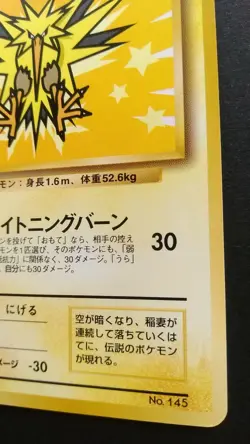 モン：身長1.6m、体重52.6kg
イトニングバーン
ンを投げて「おもて」なら、相手の控え
モンを1匹選び、そのポケモンにも、「弱
抵抗力」に関係なく、30ダメージ。「うら」
、自分にも30ダメージ。
30
にげる
空が暗くなり、稲妻が
連続して落ちていくは
てに、伝説のポケモン
が現れる。
メージ -30
No. 145